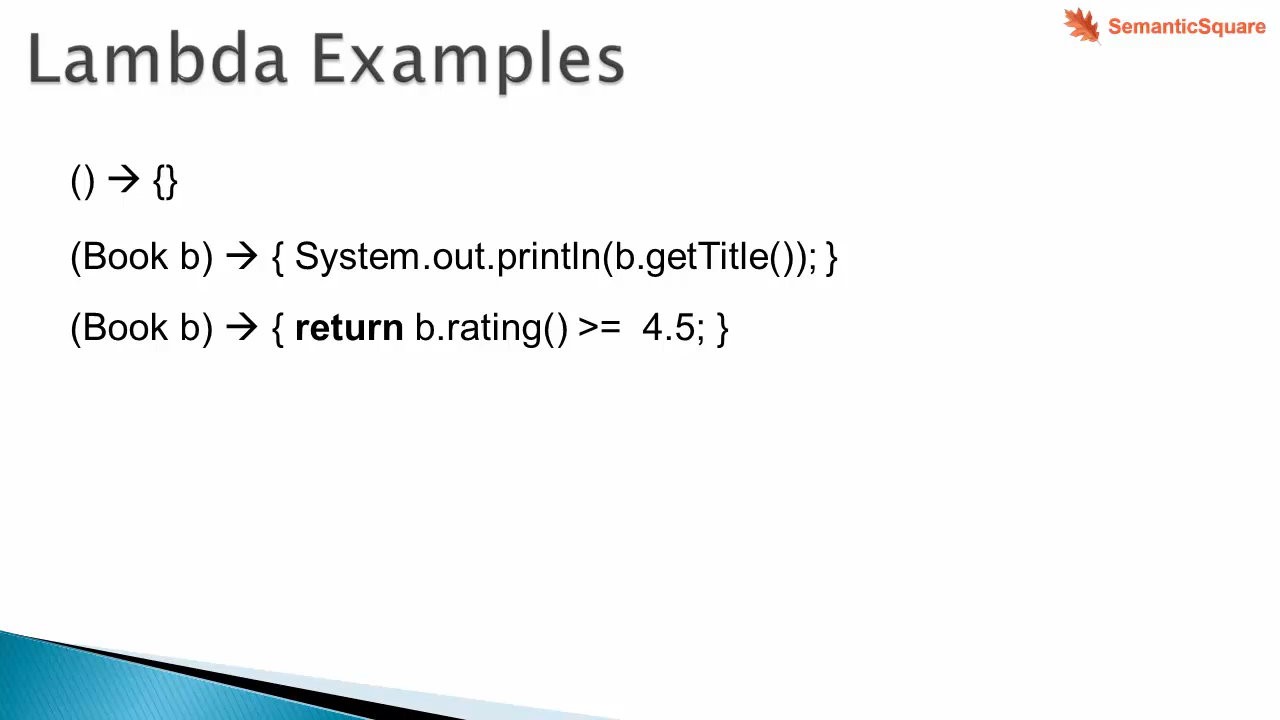 SemanticSquare
Lambda Examples
() → {}
(Book b) → { System.out.println(b.getTitle()); }
(Book b) → { return b.rating() >=  4.5; }